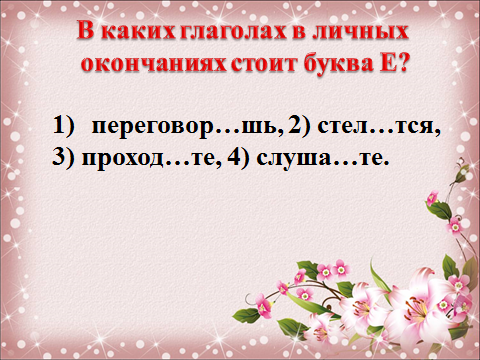 В каких глаголах в личных
окончаниях стоит буква Е?
1) переговор…шь, 2) стел…тся,
3) проход…те, 4) слуша…те.